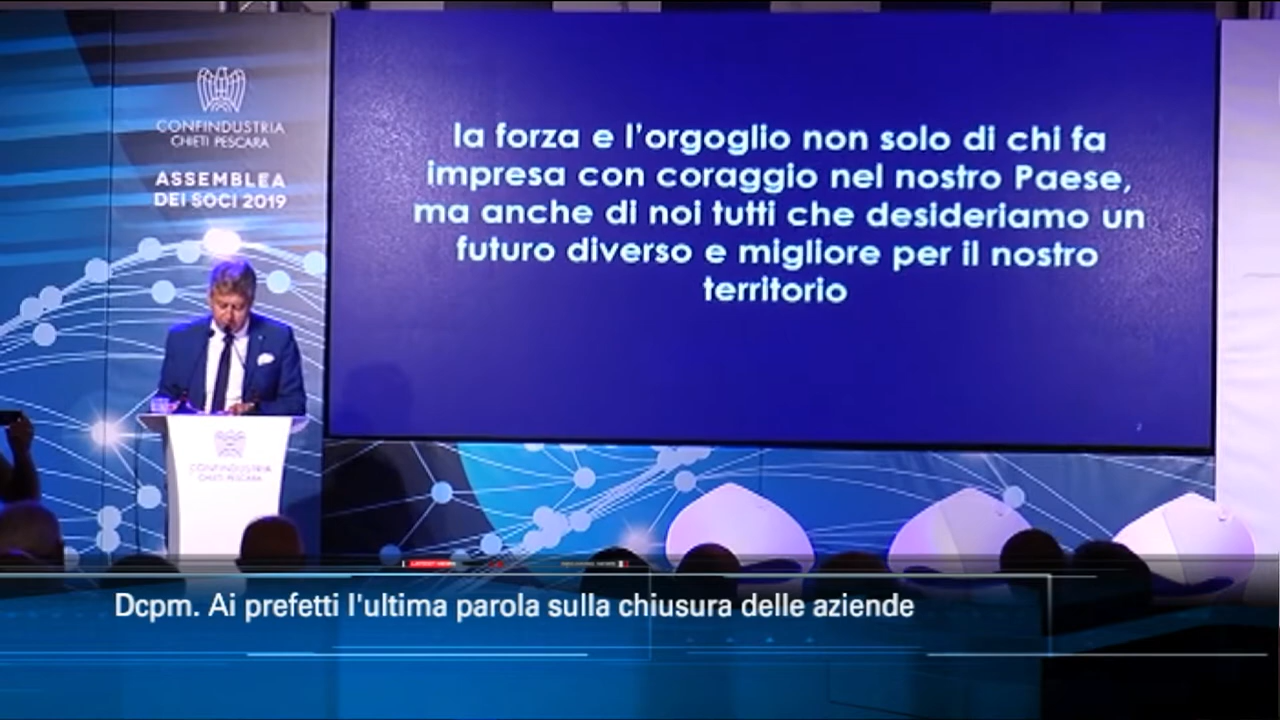 CONFINDUSTRIA
CHIETI PESCARA
ASSEMBLEA
DEI SOCI 2019
la forza e l'orgoglio non solo di chi fa
impresa con coraggio nel nostro Paese,
ma anche di noi tutti che desideriamo un
futuro diverso e migliore per il nostro
territorio
CONFINDUSTRIA
CHIETI PESCARA
Dcpm. Ai prefetti l'ultima parola sulla chiusura delle aziende